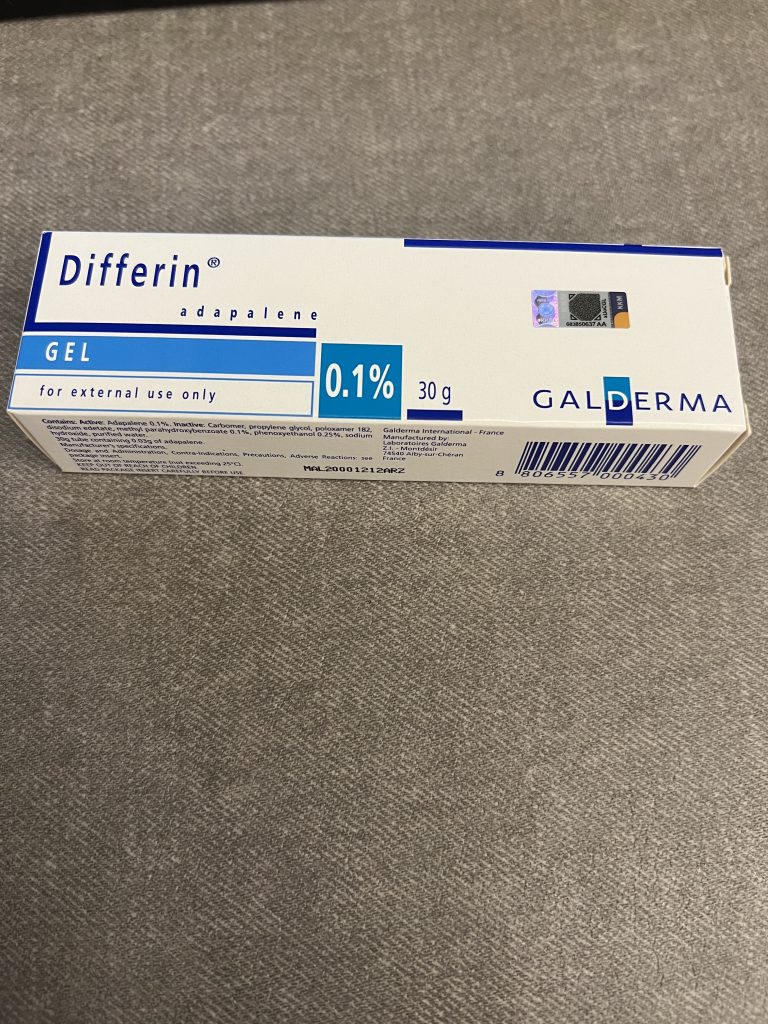 Differin®
adapalene
GEL
0.1%
30 g
for external use only
GALDERMA
KKM
683850637 AA
Contains: Active: Adapalene 0.1%. Inactive: Carbomer, propylene glycol, poloxamer 182,
disodium edetate, methyl parahydroxybenzoate 0.1%, phenoxyethanol 0.25%, sodium
hydroxide, purified water.
30g tube containing 0.03g of adapalene.
Manufacturer's specifications.
Dosage and Administration, Contra-indications, Precautions, Adverse Reactions: see
package insert.
Store at room temperature (not exceeding 25°C).
KEEP OUT OF REACH OF CHILDREN.
READ PACKAGE INSERT CAREFULLY BEFORE USE
MAL20001212ARZ
Galderma International - France
Manufactured by
Laboratoires Galderma
Z.I. - Montdésir
74540 Alby-sur-Chéran
France
8 806557 000430